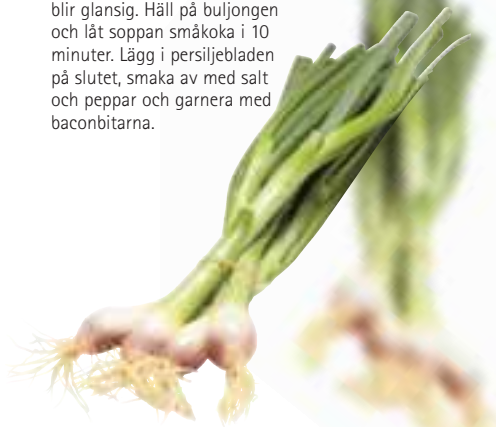 blir glansig. Häll på buljongen
och låt soppan småkoka i 10
minuter. Lägg i persiljebladen
på slutet, smaka av med salt
och peppar och garnera med
baconbitarna.